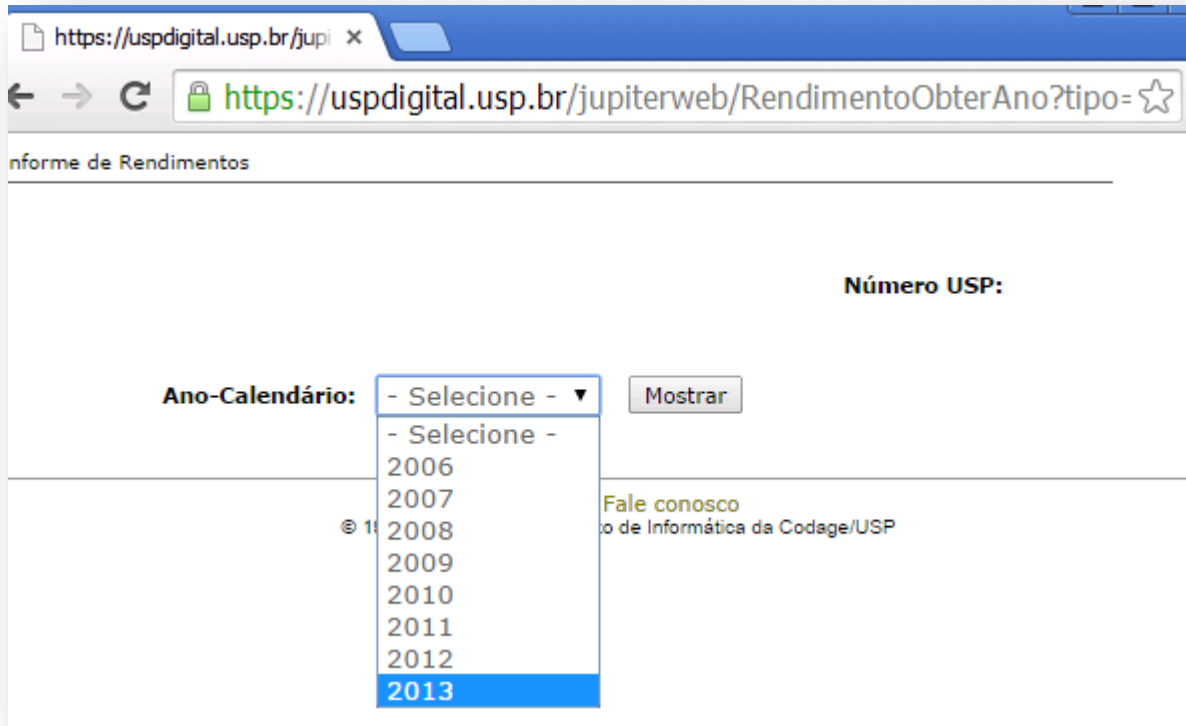 https://uspdigital.usp.br/jupi
https://uspdigital.usp.br/jupiterweb/RendimentoObterAno?tipo=
nforme de Rendimentos
Número USP:
Ano-Calendário:
- Selecione -
Mostrar
- Selecione -
2006
2007
Fale conosco
2008
© 1
o de Informática da Codage/USP
2009
2010
2011
2012
2013